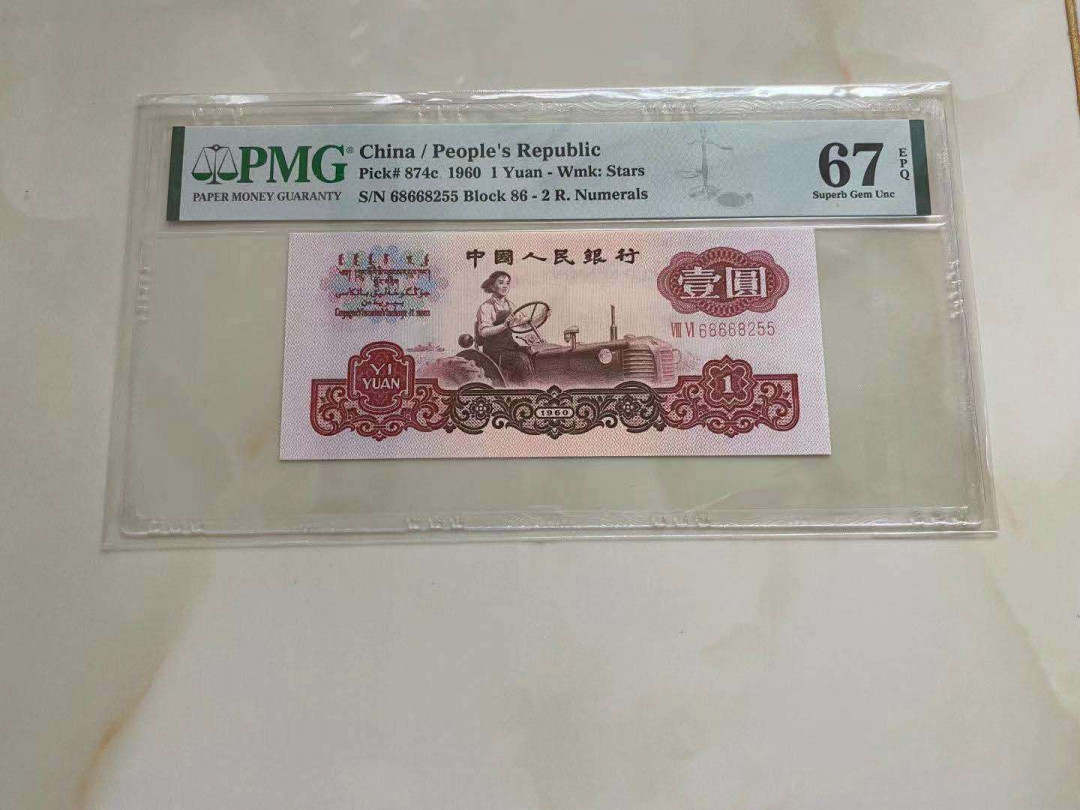 PMG®
PAPER MONEY GUARANTY
China / People's Republic
Pick# 874c 1960 1 Yuan - Wmk: Stars
S/N 68668255 Block 86 - 2 R. Numerals
67
EPQ
Superb Gem Unc
中國人民銀行
壹圓
VIII VI 68668255
YI
YUAN
1960
1